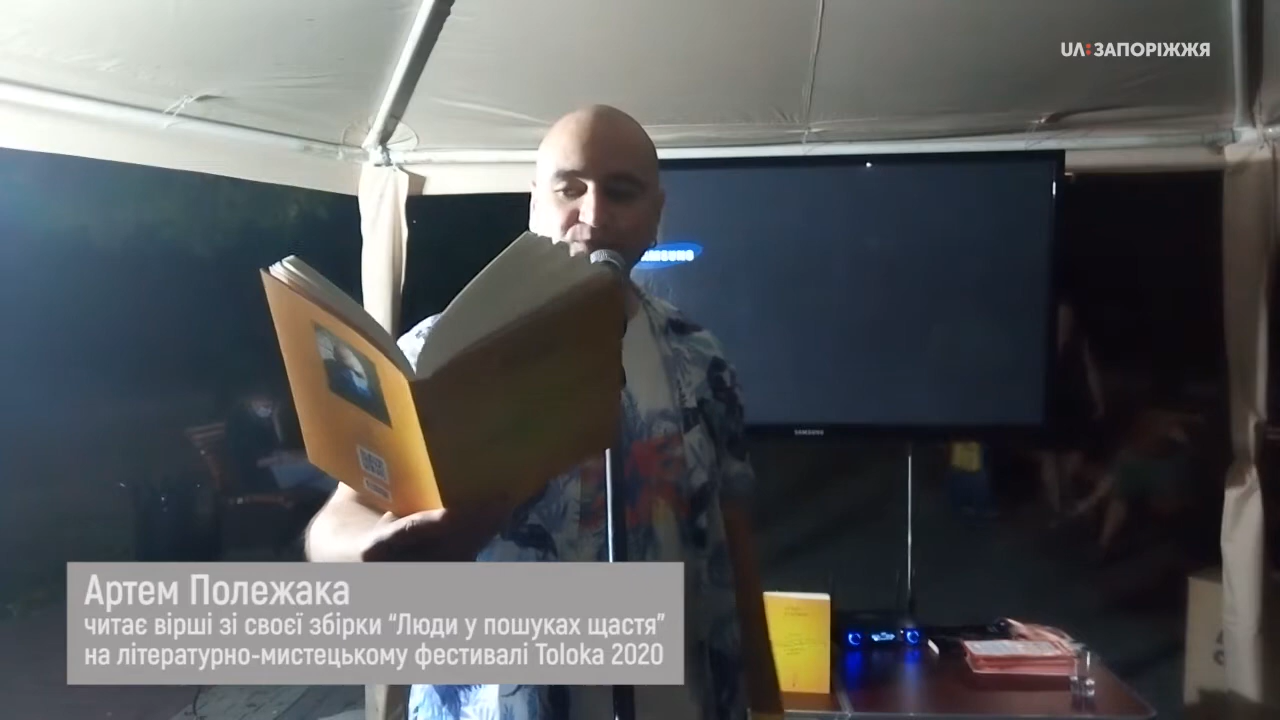 UA:ЗАПОРІЖЖЯ
SAMSUNG
SAMSUNG
Артем Полежака
читає вірші зі своєї збірки “Люди у пошуках щастя”
на літературно-мистецькому фестивалі Toloka 2020